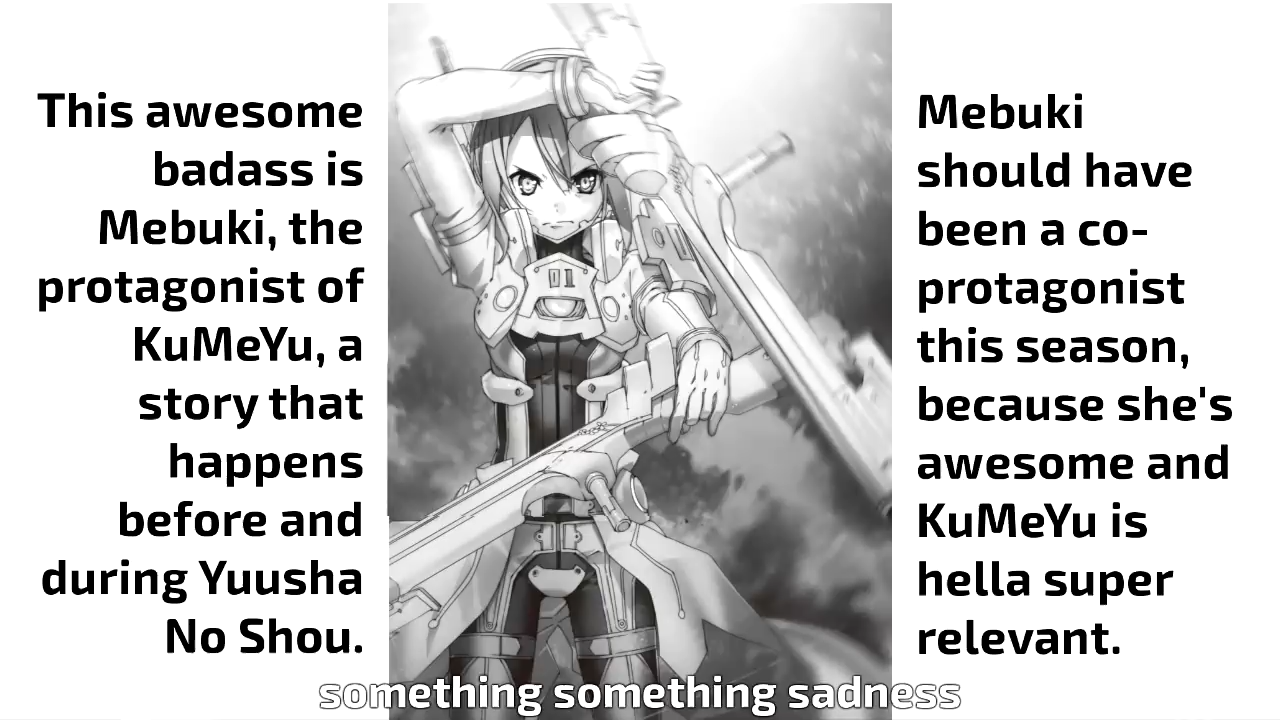 This awesome
badass is
Mebuki, the
protagonist of
KuMeYu, a
story that
happens
before and
during Yuusha
No Shou.
01
Mebuki
should have
been a co-
protagonist
this season,
because she's
awesome and
KuMeYu is
hella super
relevant.
something something sadness